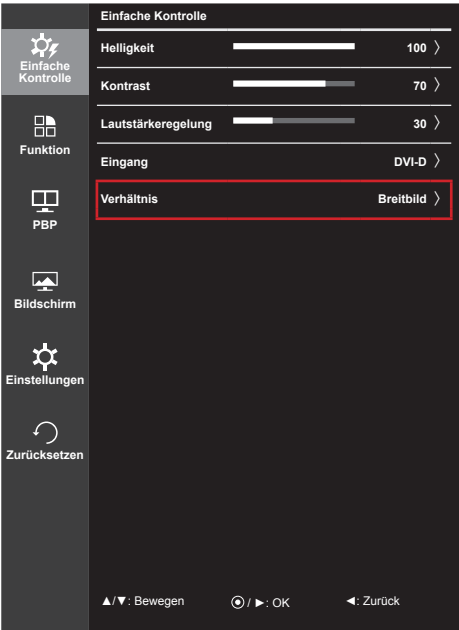 Einfache Kontrolle
Einfache
Kontrolle
Funktion
PBP
Bildschirm
Einstellungen
Zurücksetzen
Helligkeit 100 〉
Kontrast 70 〉
Lautstärkeregelung 30 〉
Eingang DVI-D 〉
Verhältnis Breitbild 〉
▲/▼: Bewegen ⦿ / ►: OK ◄: Zurück